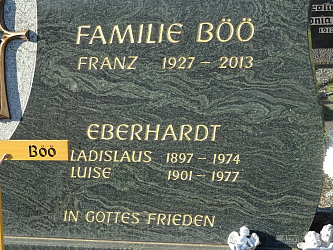 FAMILIE BÖÖ
FRANZ 1927 – 2013
EBERHARDT
LADISLAUS 1897 – 1974
LUISE 1901 – 1977
IN GOTTES FRIEDEN
Böö